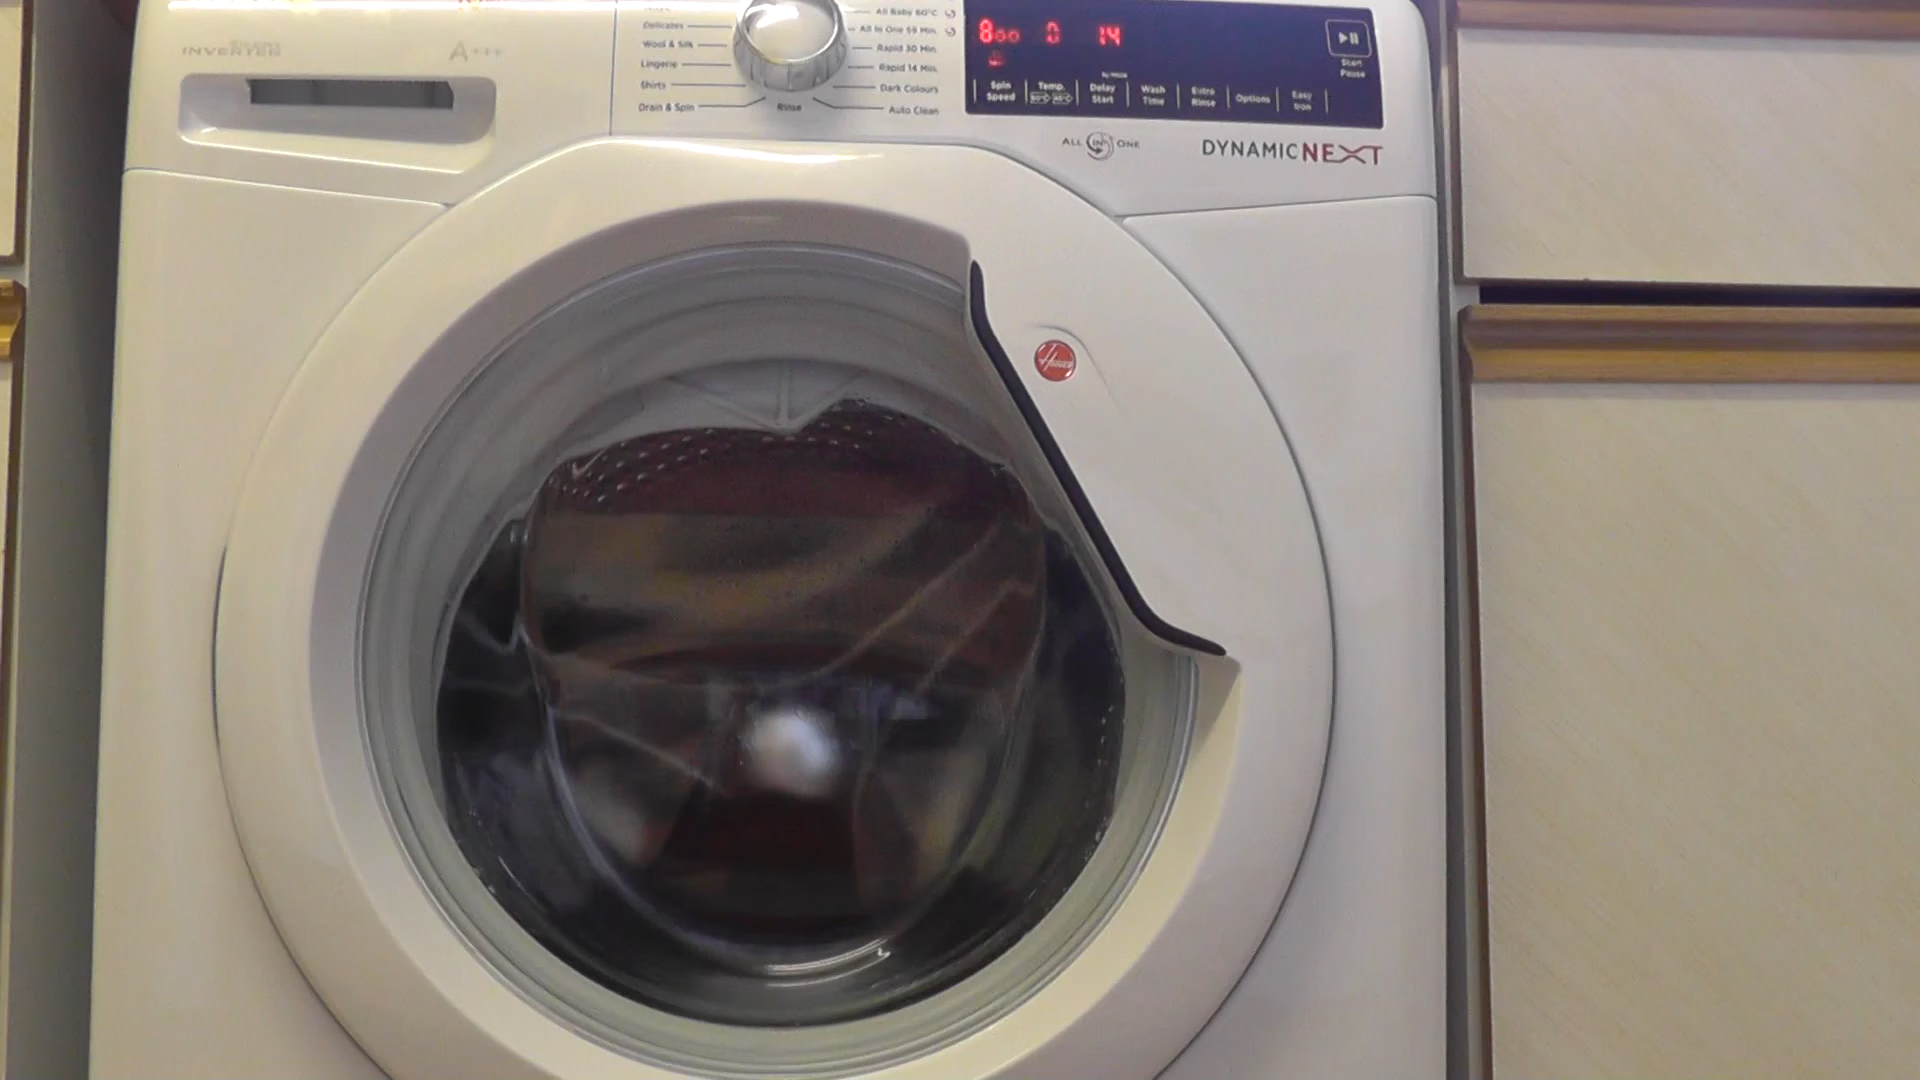 SILENT
INVERTER
A+++
Delicates
Wool & Silk
Lingerie
Shirts
Drain & Spin
Rinse
All Baby 60°C
All in One 59 Min.
Rapid 30 Min.
Rapid 14 Min.
Dark Colours
Auto Clean
800 0 14
Start
Pause
Spin
Speed
Temp.
Delay
Start
Wash
Time
Extra
Rinse
Options
Easy
Iron
ALL IN ONE
DYNAMICNEXT
Hoover